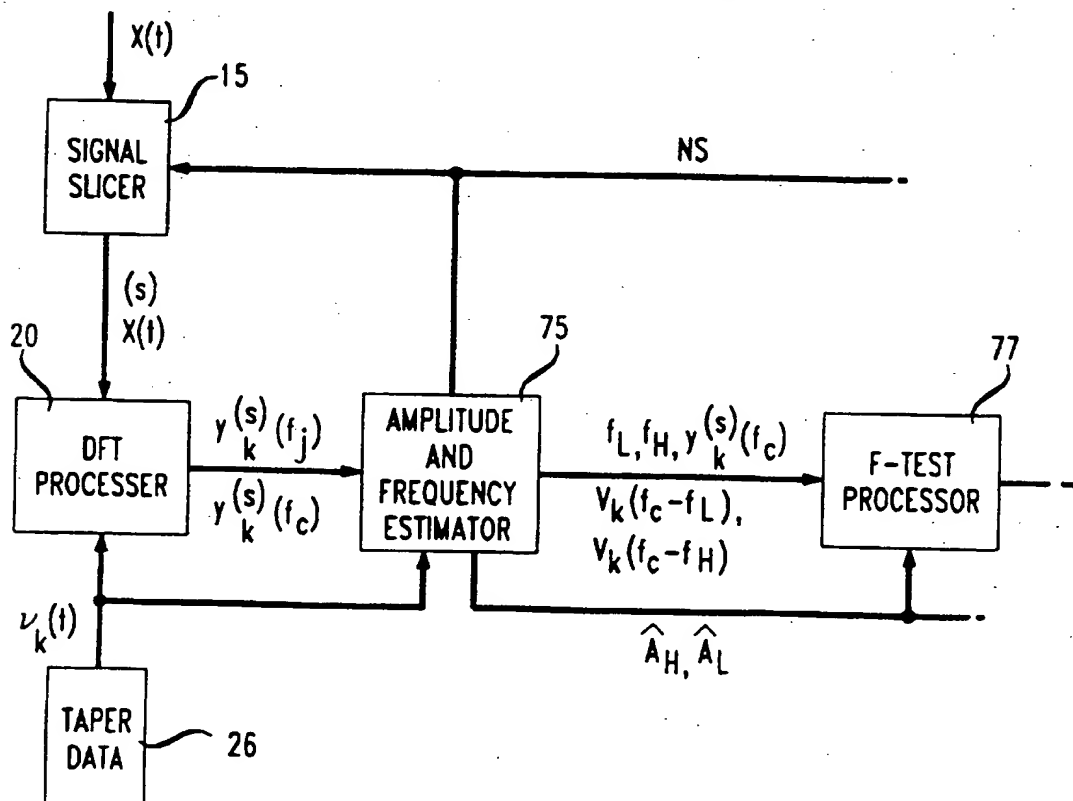 X(t)
15
SIGNAL
SLICER
NS
(s)
X(t)
20
75
77
DFT
PROCESSER
y_k^(s)(f_j)
y_k^(s)(f_c)
AMPLITUDE
AND
FREQUENCY
ESTIMATOR
f_L, f_H, y_k^(s)(f_c)
V_k(f_c-f_L),
V_k(f_c-f_H)
F-TEST
PROCESSOR
ν_k(t)
Â_H, Â_L
TAPER
DATA
26